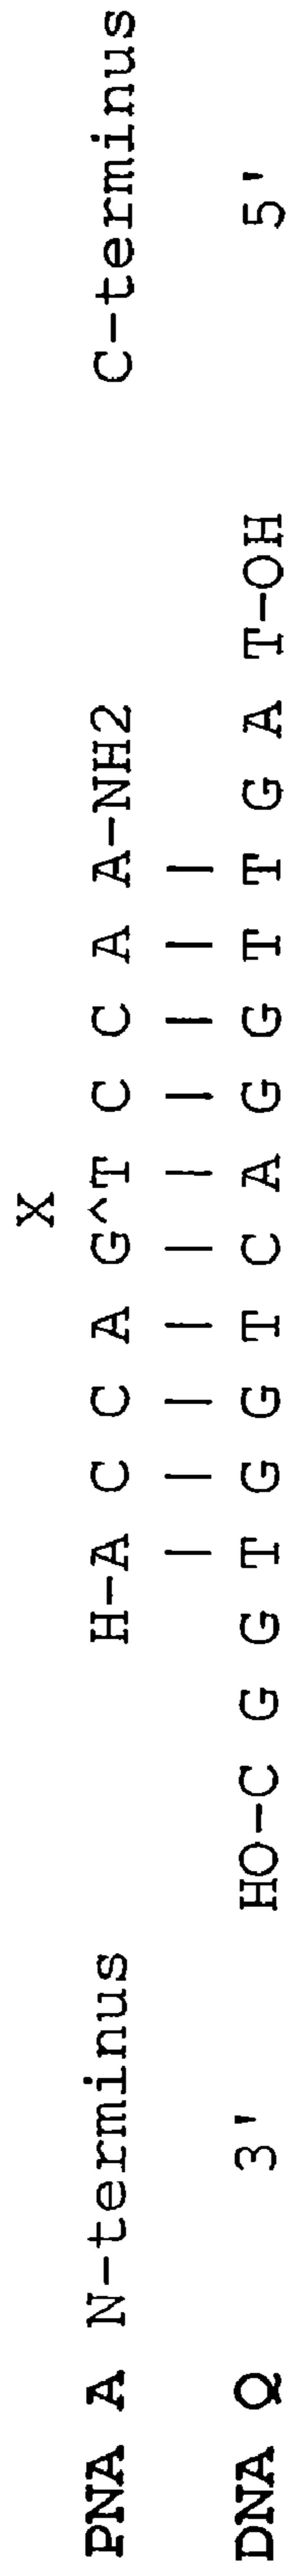 X
PNA A N-terminus H-A C C A G^T C C A A-NH2 C-terminus
| | | | | | | | | |
DNA Q 3' HO-C G G T G G T C A G G T T G A T-OH 5'